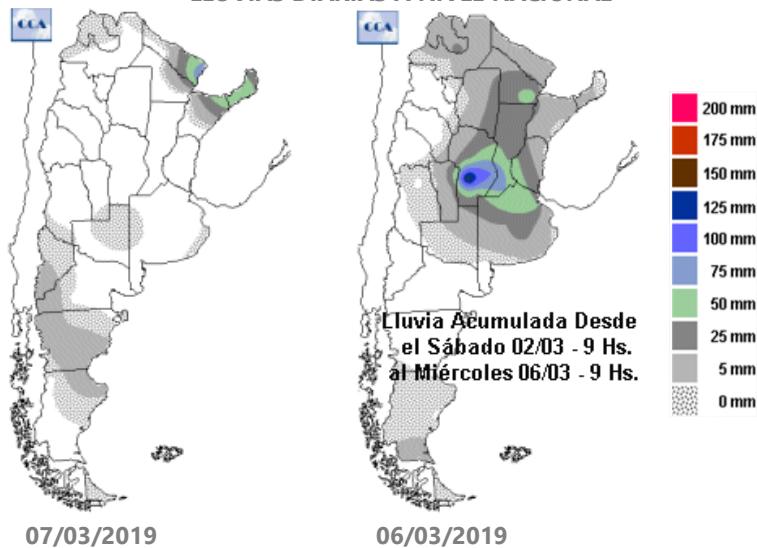 CCA
CCA
200 mm
175 mm
150 mm
125 mm
100 mm
75 mm
50 mm
25 mm
5 mm
0 mm
Lluvia Acumulada Desde
el Sábado 02/03 - 9 Hs.
al Miércoles 06/03 - 9 Hs.
07/03/2019
06/03/2019